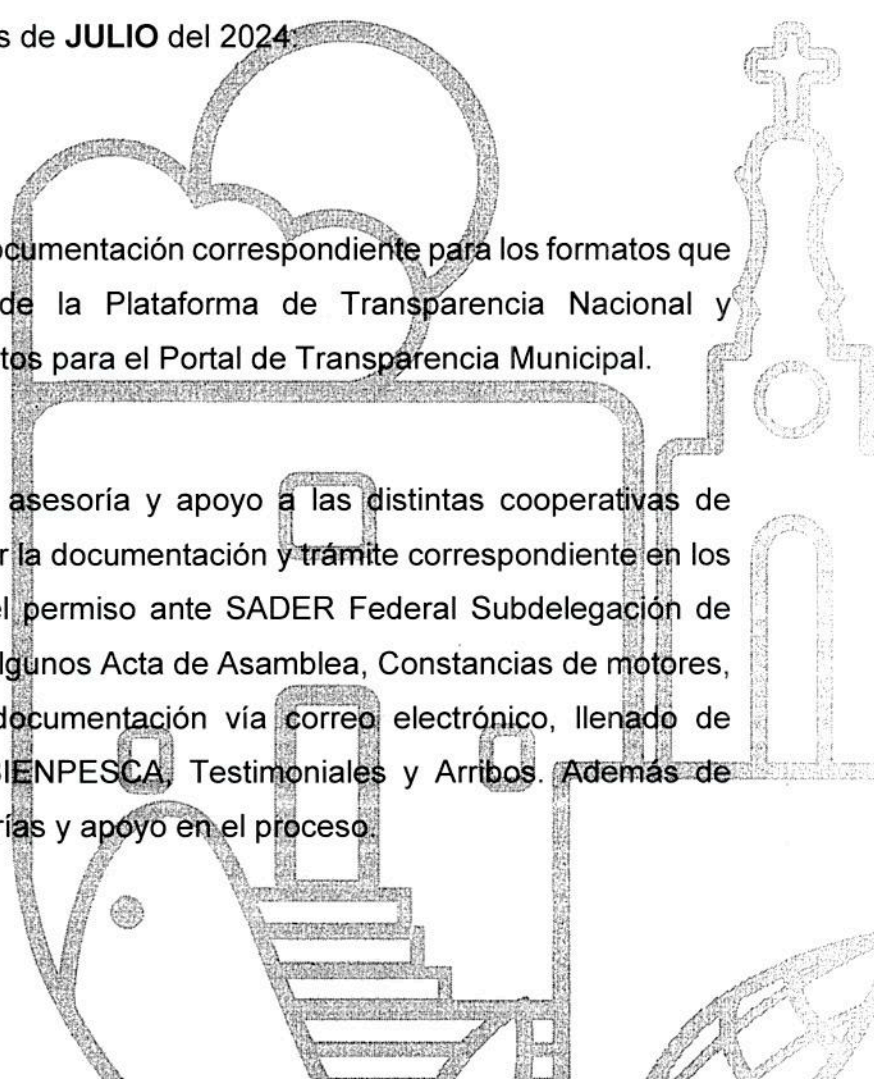 s de JULIO del 2024:
ocumentación correspondiente para los formatos que
de la Plataforma de Transparencia Nacional y
tos para el Portal de Transparencia Municipal.
asesoría y apoyo a las distintas cooperativas de
r la documentación y trámite correspondiente en los
el permiso ante SADER Federal Subdelegación de
lgunos Acta de Asamblea, Constancias de motores,
documentación vía correo electrónico, llenado de
BIENPESCA, Testimoniales y Arribos. Además de
rías y apoyo en el proceso.